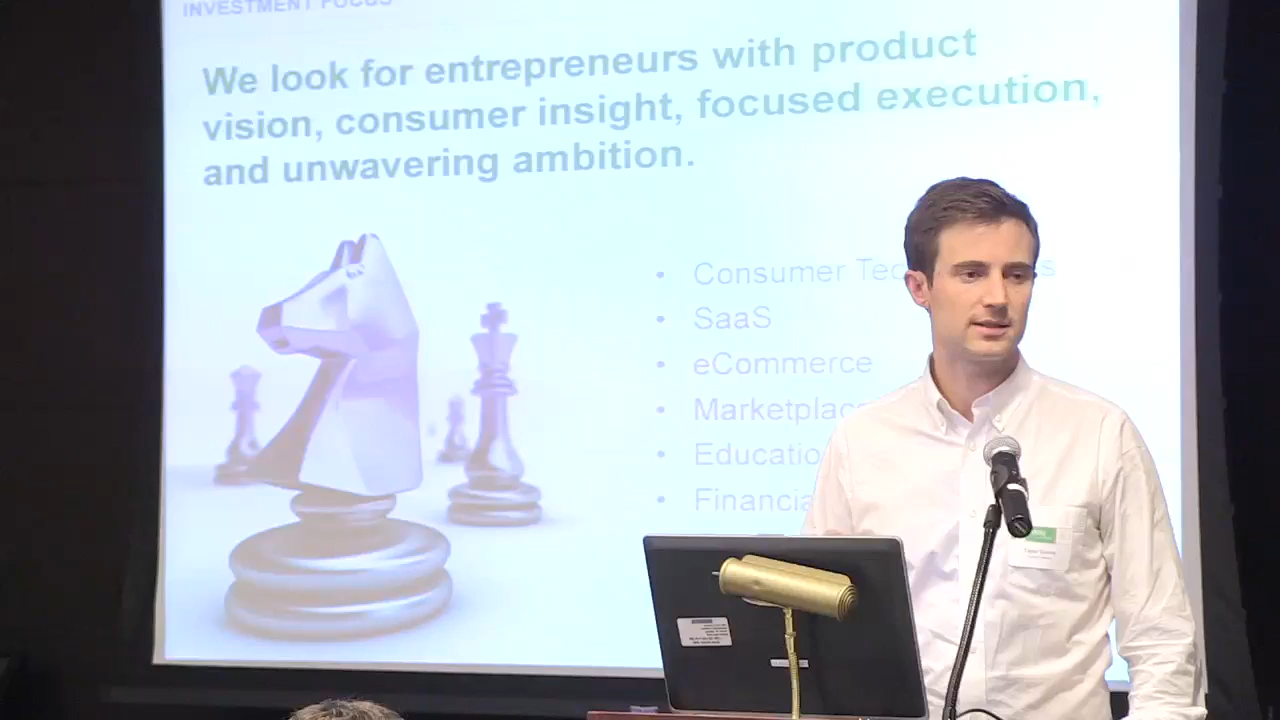 INVESTMENT FOCUS
We look for entrepreneurs with product
vision, consumer insight, focused execution,
and unwavering ambition.
• Consumer
• SaaS
• eCommerce
• Marketplac
• Educatio
• Financia